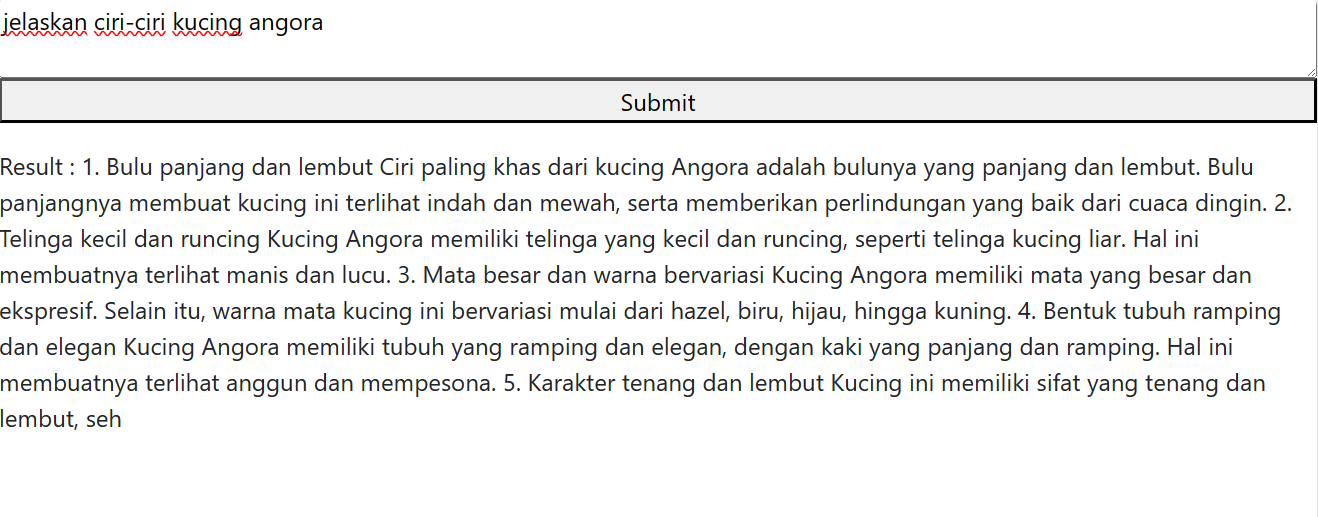 jelaskan ciri-ciri kucing angora
Submit
Result : 1. Bulu panjang dan lembut Ciri paling khas dari kucing Angora adalah bulunya yang panjang dan lembut. Bulu
panjangnya membuat kucing ini terlihat indah dan mewah, serta memberikan perlindungan yang baik dari cuaca dingin. 2.
Telinga kecil dan runcing Kucing Angora memiliki telinga yang kecil dan runcing, seperti telinga kucing liar. Hal ini
membuatnya terlihat manis dan lucu. 3. Mata besar dan warna bervariasi Kucing Angora memiliki mata yang besar dan
ekspresif. Selain itu, warna mata kucing ini bervariasi mulai dari hazel, biru, hijau, hingga kuning. 4. Bentuk tubuh ramping
dan elegan Kucing Angora memiliki tubuh yang ramping dan elegan, dengan kaki yang panjang dan ramping. Hal ini
membuatnya terlihat anggun dan mempesona. 5. Karakter tenang dan lembut Kucing ini memiliki sifat yang tenang dan
lembut, seh